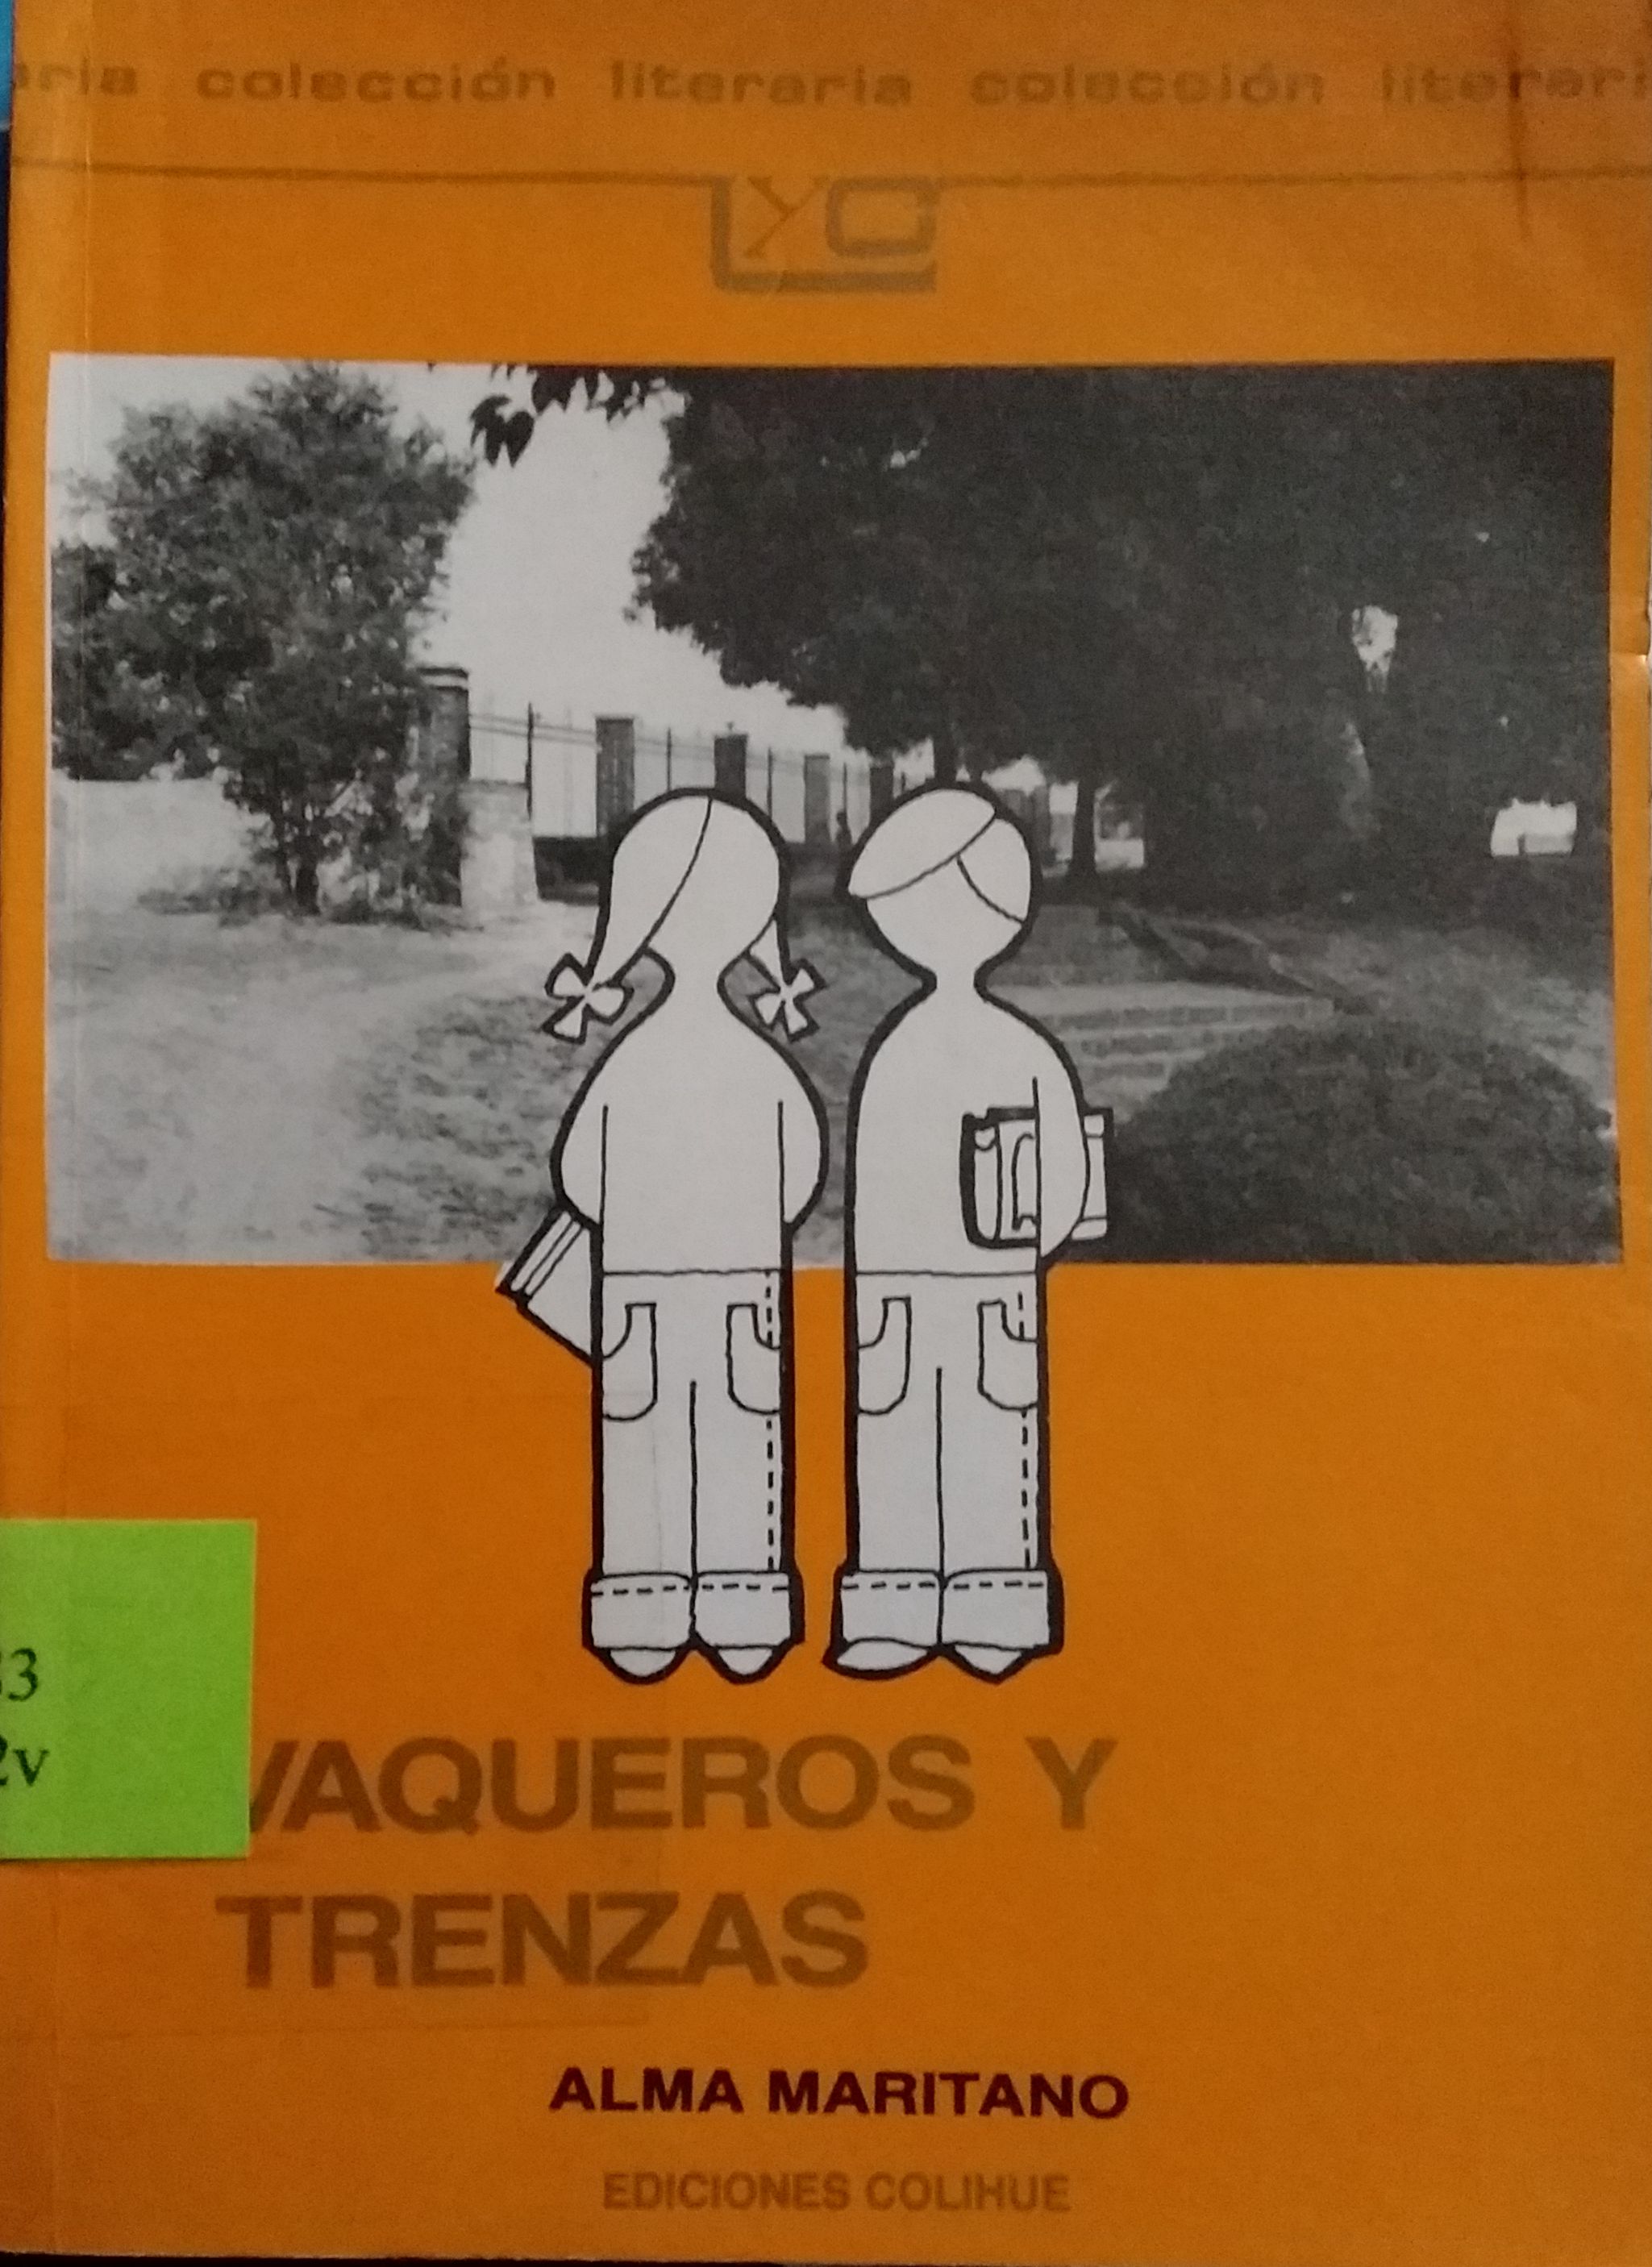 colección literaria colección
LYC
VAQUEROS Y
TRENZAS
33
2v
ALMA MARITANO
EDICIONES COLIHUE